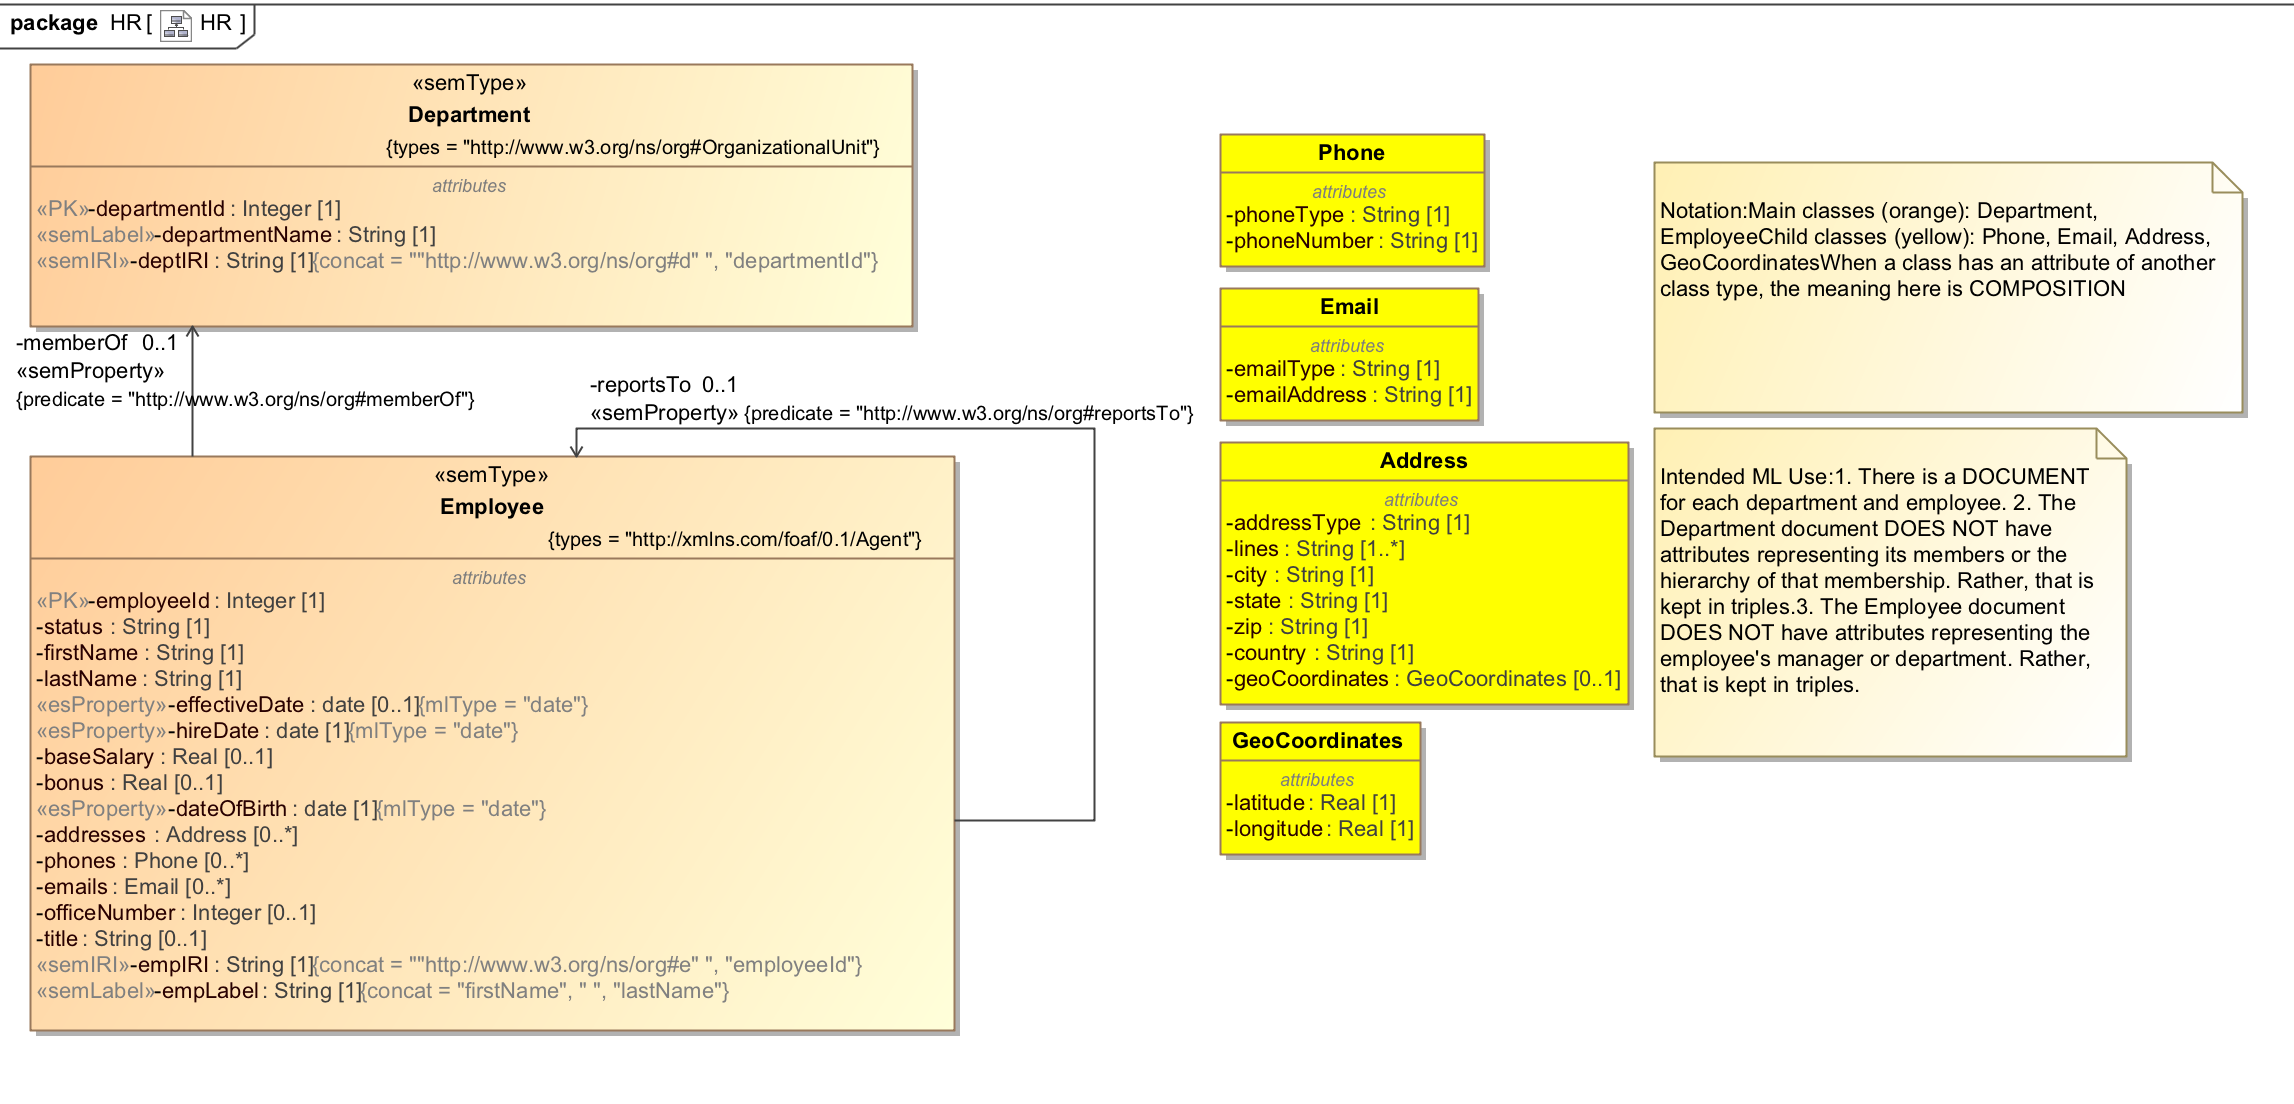 package HR [ HR ]
«semType»
Department
{types = "http://www.w3.org/ns/org#OrganizationalUnit"}
attributes
«PK»-departmentId : Integer [1]
«semLabel»-departmentName : String [1]
«semIRI»-deptIRI : String [1]{concat = ""http://www.w3.org/ns/org#d" ", "departmentId"}
-memberOf 0..1
«semProperty»
{predicate = "http://www.w3.org/ns/org#memberOf"}
-reportsTo 0..1
«semProperty» {predicate = "http://www.w3.org/ns/org#reportsTo"}
«semType»
Employee
{types = "http://xmlns.com/foaf/0.1/Agent"}
attributes
«PK»-employeeId : Integer [1]
-status : String [1]
-firstName : String [1]
-lastName : String [1]
«esProperty»-effectiveDate : date [0..1]{mlType = "date"}
«esProperty»-hireDate : date [1]{mlType = "date"}
-baseSalary : Real [0..1]
-bonus : Real [0..1]
«esProperty»-dateOfBirth : date [1]{mlType = "date"}
-addresses : Address [0..*]
-phones : Phone [0..*]
-emails : Email [0..*]
-officeNumber : Integer [0..1]
-title : String [0..1]
«semIRI»-empIRI : String [1]{concat = ""http://www.w3.org/ns/org#e" ", "employeeId"}
«semLabel»-empLabel : String [1]{concat = "firstName", " ", "lastName"}
Phone
attributes
-phoneType : String [1]
-phoneNumber : String [1]
Email
attributes
-emailType : String [1]
-emailAddress : String [1]
Address
attributes
-addressType : String [1]
-lines : String [1..*]
-city : String [1]
-state : String [1]
-zip : String [1]
-country : String [1]
-geoCoordinates : GeoCoordinates [0..1]
GeoCoordinates
attributes
-latitude : Real [1]
-longitude : Real [1]
Notation:Main classes (orange): Department,
EmployeeChild classes (yellow): Phone, Email, Address,
GeoCoordinatesWhen a class has an attribute of another
class type, the meaning here is COMPOSITION
Intended ML Use:1. There is a DOCUMENT
for each department and employee. 2. The
Department document DOES NOT have
attributes representing its members or the
hierarchy of that membership. Rather, that is
kept in triples.3. The Employee document
DOES NOT have attributes representing the
employee's manager or department. Rather,
that is kept in triples.